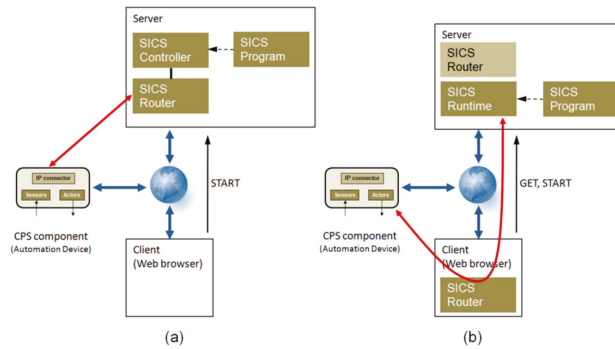 Server
SICS
Controller
SICS
Program
SICS
Router
START
IP connector
Sensors
Actors
CPS component
(Automation Device)
Client
(Web browser)
(a)
Server
SICS
Router
SICS
Runtime
SICS
Program
GET, START
IP connector
Sensors
Actors
CPS component
(Automation Device)
Client
(Web browser)
SICS
Router
(b)